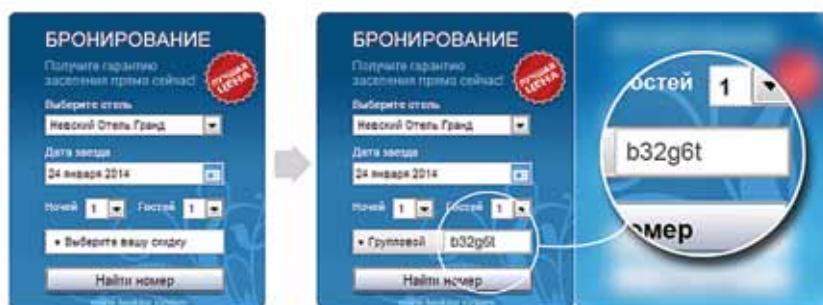 БРОНИРОВАНИЕ
Получите гарантию
заселения прямо сейчас!
ЛУЧШАЯ
ЦЕНА
Выберите отель
Невский Отель Гранд
Дата заезда
24 января 2014
Ночей 1 Гостей 1
• Выберите вашу скидку
Найти номер
БРОНИРОВАНИЕ
Получите гарантию
заселения прямо сейчас!
ЛУЧШАЯ
ЦЕНА
Выберите отель
Невский Отель Гранд
Дата заезда
24 января 2014
Ночей 1 Гостей 1
• Групповой b32g6t
Найти номер
остей 1
b32g6t
омер